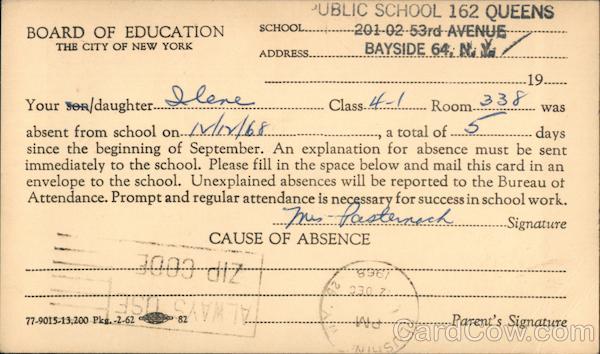 PUBLIC SCHOOL 162 QUEENS
BOARD OF EDUCATION
THE CITY OF NEW YORK
SCHOOL 201-02 53rd AVENUE
ADDRESS BAYSIDE 64, N. Y.
19
Your son/daughter Ilene Class 4-1 Room 338 was
absent from school on 12/12/68, a total of 5 days
since the beginning of September. An explanation for absence must be sent
immediately to the school. Please fill in the space below and mail this card in an
envelope to the school. Unexplained absences will be reported to the Bureau of
Attendance. Prompt and regular attendance is necessary for success in school work.
Mrs Pasternack Signature
CAUSE OF ABSENCE
ALWAYS USE
ZIP CODE
PM
DEC
1968
77-9015-13,200 Pkg.-2-62 82 Parent's Signature
CardCow.com